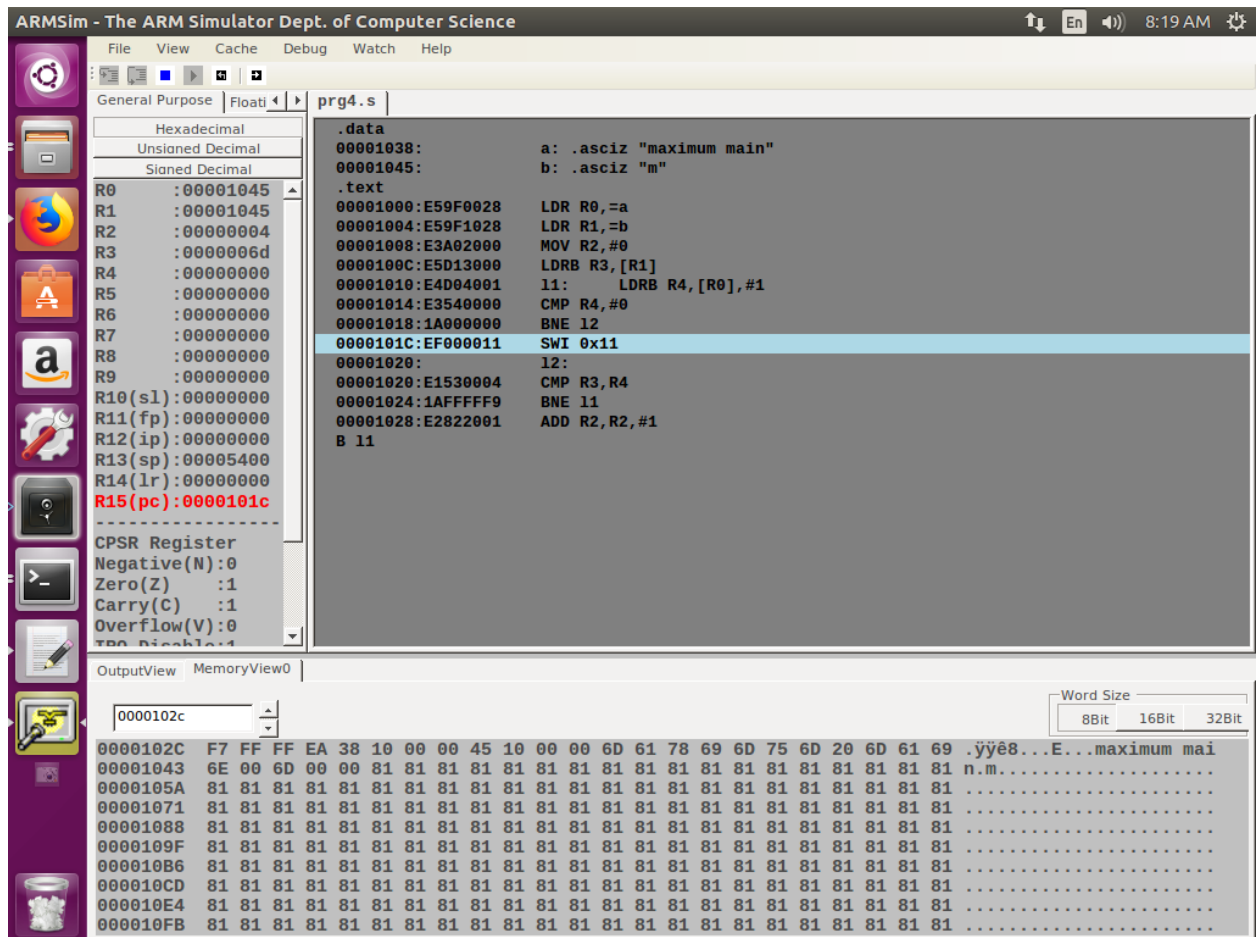 ARMSim - The ARM Simulator Dept. of Computer Science
En
8:19 AM
File View Cache Debug Watch Help
General Purpose Floati
prg4.s
Hexadecimal
Unsigned Decimal
Signed Decimal
R0 :00001045
R1 :00001045
R2 :00000004
R3 :0000006d
R4 :00000000
R5 :00000000
R6 :00000000
R7 :00000000
R8 :00000000
R9 :00000000
R10(sl):00000000
R11(fp):00000000
R12(ip):00000000
R13(sp):00005400
R14(lr):00000000
R15(pc):0000101c
------------------
CPSR Register
Negative(N):0
Zero(Z) :1
Carry(C) :1
Overflow(V):0
IRQ Disable:1
.data
00001038: a: .asciz "maximum main"
00001045: b: .asciz "m"
.text
00001000:E59F0028 LDR R0,=a
00001004:E59F1028 LDR R1,=b
00001008:E3A02000 MOV R2,#0
0000100C:E5D13000 LDRB R3,[R1]
00001010:E4D04001 l1: LDRB R4,[R0],#1
00001014:E3540000 CMP R4,#0
00001018:1A000000 BNE l2
0000101C:EF000011 SWI 0x11
00001020: l2:
00001020:E1530004 CMP R3,R4
00001024:1AFFFFF9 BNE l1
00001028:E2822001 ADD R2,R2,#1
B l1
OutputView MemoryView0
0000102c
Word Size
8Bit 16Bit 32Bit
0000102C F7 FF FF EA 38 10 00 00 45 10 00 00 6D 61 78 69 6D 75 6D 20 6D 61 69 .ÿÿê8...E...maximum mai
00001043 6E 00 6D 00 00 81 81 81 81 81 81 81 81 81 81 81 81 81 81 81 81 81 81 n.m....................
0000105A 81 81 81 81 81 81 81 81 81 81 81 81 81 81 81 81 81 81 81 81 81 81 81 .......................
00001071 81 81 81 81 81 81 81 81 81 81 81 81 81 81 81 81 81 81 81 81 81 81 81 .......................
00001088 81 81 81 81 81 81 81 81 81 81 81 81 81 81 81 81 81 81 81 81 81 81 81 .......................
0000109F 81 81 81 81 81 81 81 81 81 81 81 81 81 81 81 81 81 81 81 81 81 81 81 .......................
000010B6 81 81 81 81 81 81 81 81 81 81 81 81 81 81 81 81 81 81 81 81 81 81 81 .......................
000010CD 81 81 81 81 81 81 81 81 81 81 81 81 81 81 81 81 81 81 81 81 81 81 81 .......................
000010E4 81 81 81 81 81 81 81 81 81 81 81 81 81 81 81 81 81 81 81 81 81 81 81 .......................
000010FB 81 81 81 81 81 81 81 81 81 81 81 81 81 81 81 81 81 81 81 81 81 81 81 .......................